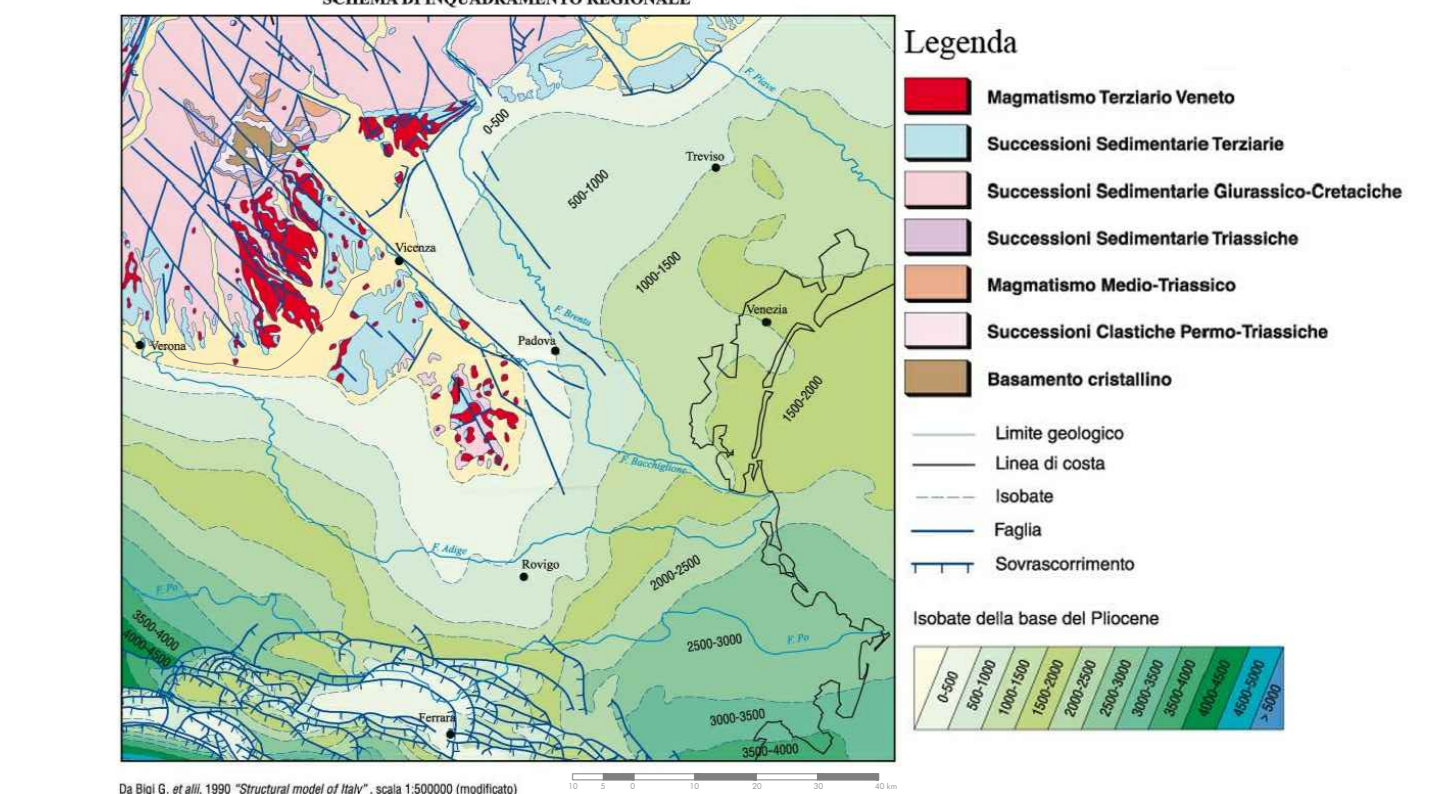 SCHEMA DI INQUADRAMENTO REGIONALE
F. Piave
0-500
Treviso
500-1000
Vicenza
1000-1500
Venezia
F. Brenta
Padova
Verona
1500-2000
F. Bacchiglione
F. Adige
Rovigo
2000-2500
F. Po
3500-4000
4000-4500
2500-3000
F. Po
Ferrara
3000-3500
3500-4000
Da Bigi G. et alii, 1990 "Structural model of Italy", scala 1:500000 (modificato)
10 5 0 10 20 30 40 km
Legenda
Magmatismo Terziario Veneto
Successioni Sedimentarie Terziarie
Successioni Sedimentarie Giurassico-Cretaciche
Successioni Sedimentarie Triassiche
Magmatismo Medio-Triassico
Successioni Clastiche Permo-Triassiche
Basamento cristallino
Limite geologico
Linea di costa
Isobate
Faglia
Sovrascorrimento
Isobate della base del Pliocene
0-500
500-1000
1000-1500
1500-2000
2000-2500
2500-3000
3000-3500
3500-4000
4000-4500
4500-5000
> 5000